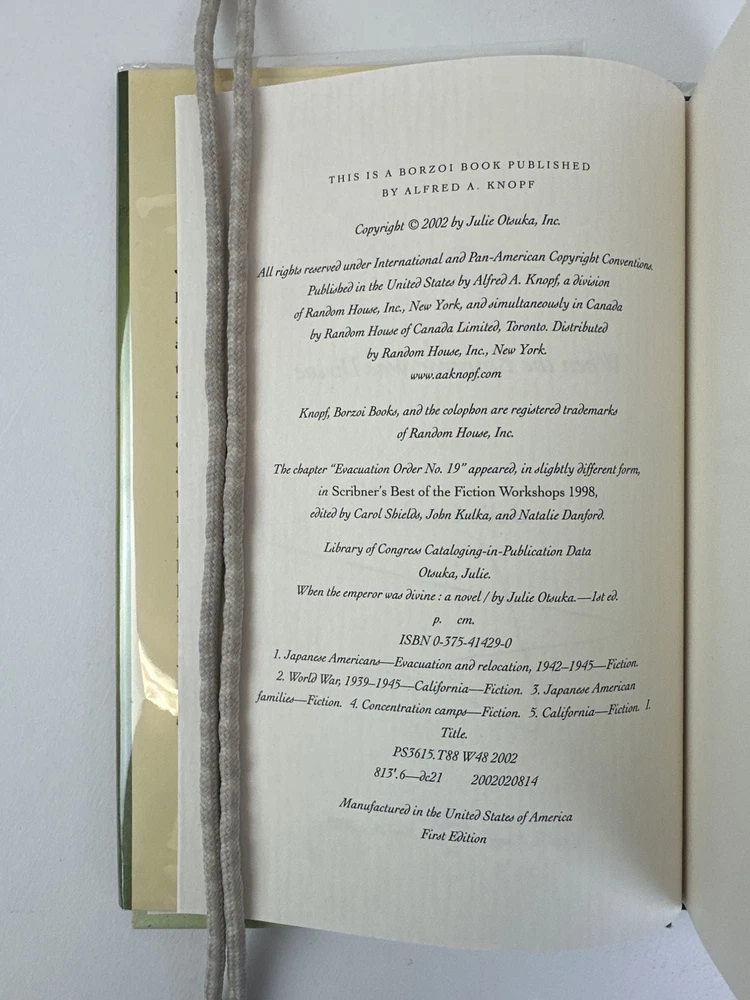 THIS IS A BORZOI BOOK PUBLISHED
BY ALFRED A. KNOPF
Copyright © 2002 by Julie Otsuka, Inc.
All rights reserved under International and Pan-American Copyright Conventions.
Published in the United States by Alfred A. Knopf, a division
of Random House, Inc., New York, and simultaneously in Canada
by Random House of Canada Limited, Toronto. Distributed
by Random House, Inc., New York.
www.aaknopf.com
Knopf, Borzoi Books, and the colophon are registered trademarks
of Random House, Inc.
The chapter “Evacuation Order No. 19” appeared, in slightly different form,
in Scribner's Best of the Fiction Workshops 1998,
edited by Carol Shields, John Kulka, and Natalie Danford.
Library of Congress Cataloging-in-Publication Data
Otsuka, Julie.
When the emperor was divine : a novel / by Julie Otsuka.—1st ed.
p. cm.
ISBN 0-375-41429-0
1. Japanese Americans—Evacuation and relocation, 1942–1945—Fiction.
2. World War, 1939–1945—California—Fiction. 3. Japanese American
families—Fiction. 4. Concentration camps—Fiction. 5. California—Fiction. I.
Title.
PS3615.T88 W48 2002
813'.6—dc21 2002020814
Manufactured in the United States of America
First Edition